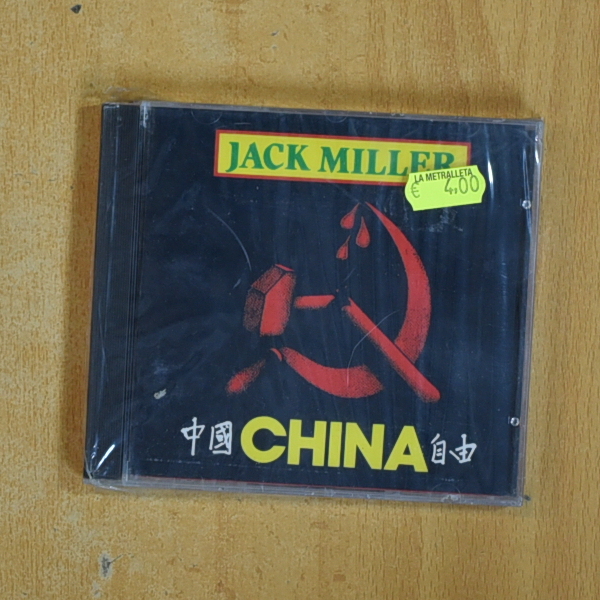 JACK MILLER
LA METRALLETA
€ 4,00
中國 CHINA 自由